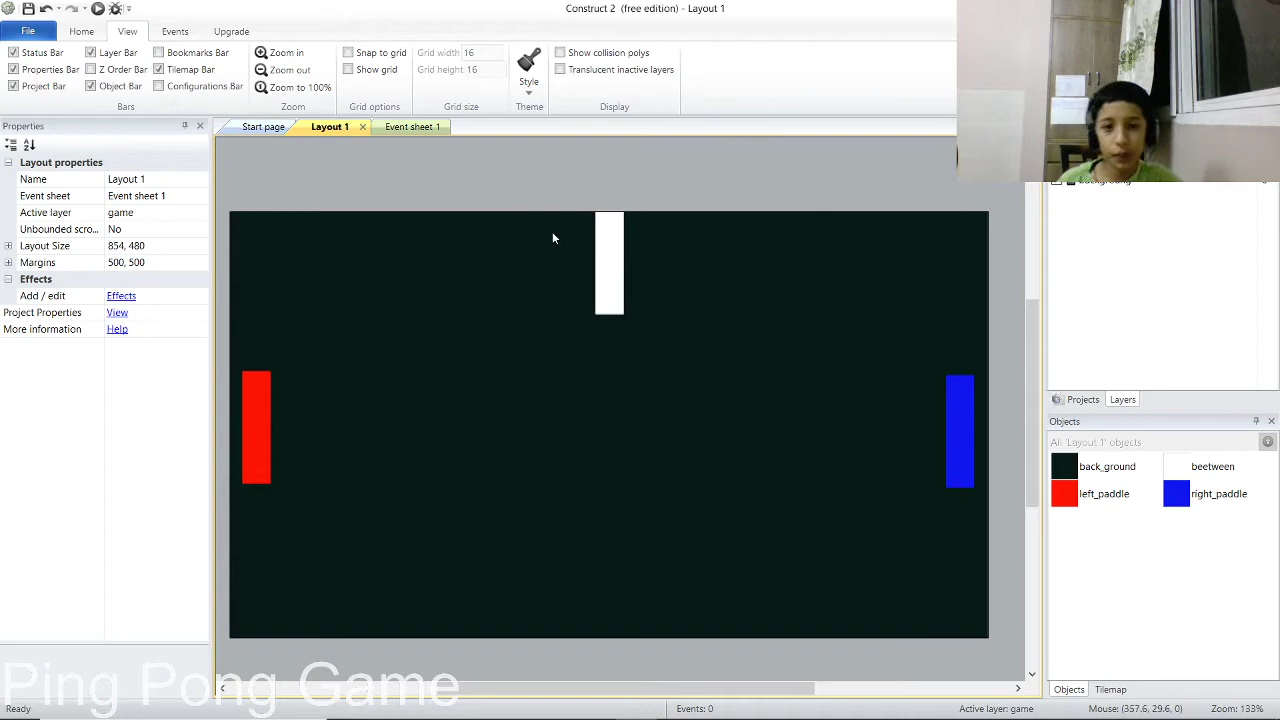 Construct 2 (free edition) - Layout 1
File Home View Events Upgrade
Status Bar Layer Bar Bookmarks Bar Zoom in Snap to grid Grid width 16 Show collision polys
Properties Bar Z Order Bar Tilemap Bar Zoom out Show grid Grid height 16 Translucent inactive layers
Project Bar Object Bar Configurations Bar Zoom to 100% Style
Bars Zoom Grid options Grid size Theme Display
Properties Start page Layout 1 Event sheet 1
Layout properties
Name Layout 1
Event sheet Event sheet 1
Active layer game
Unbounded scro... No
Layout Size 854, 480
Margins 500, 500
Effects
Add / edit Effects
Project Properties View
More information Help
Projects Layers
Objects
All 'Layout 1' objects
back_ground beetween
left_paddle right_paddle
Ping Pong Game
Objects Tilemap
Ready Events: 0 Active layer: game Mouse: (357.6, 29.6, 0) Zoom: 133%